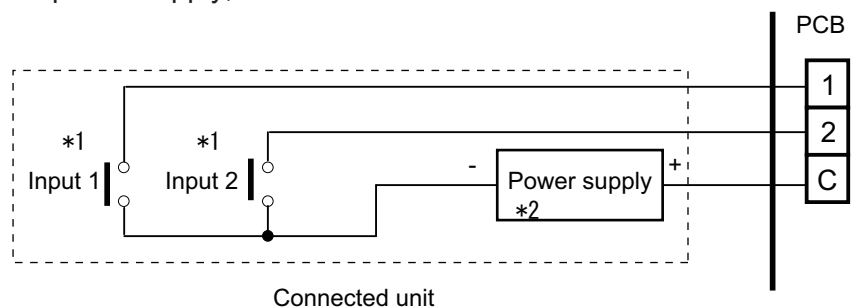 PCB
1
*1 *1 2
Input 1 Input 2 - Power supply + C
*2
Connected unit